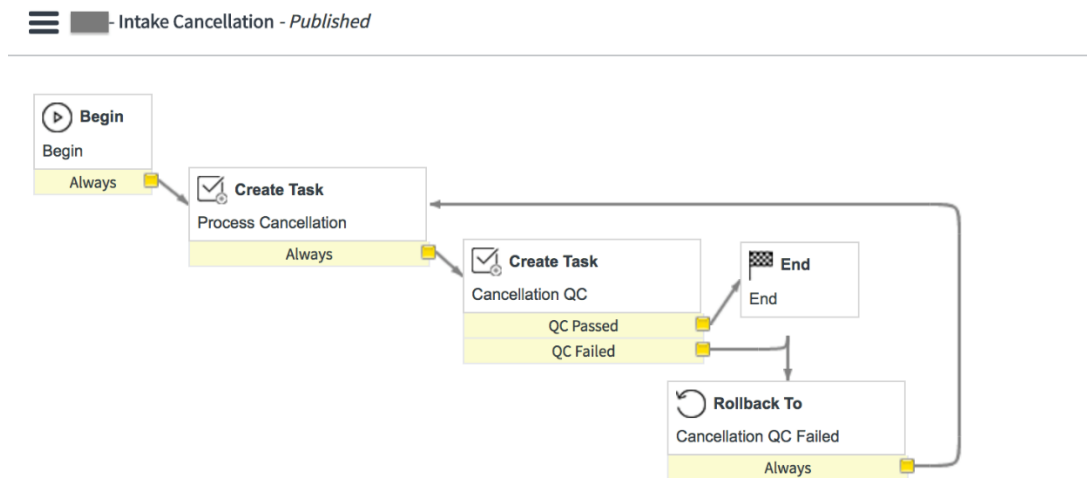 - Intake Cancellation - Published
Begin
Begin
Always
Create Task
Process Cancellation
Always
Create Task
Cancellation QC
QC Passed
QC Failed
End
End
Rollback To
Cancellation QC Failed
Always